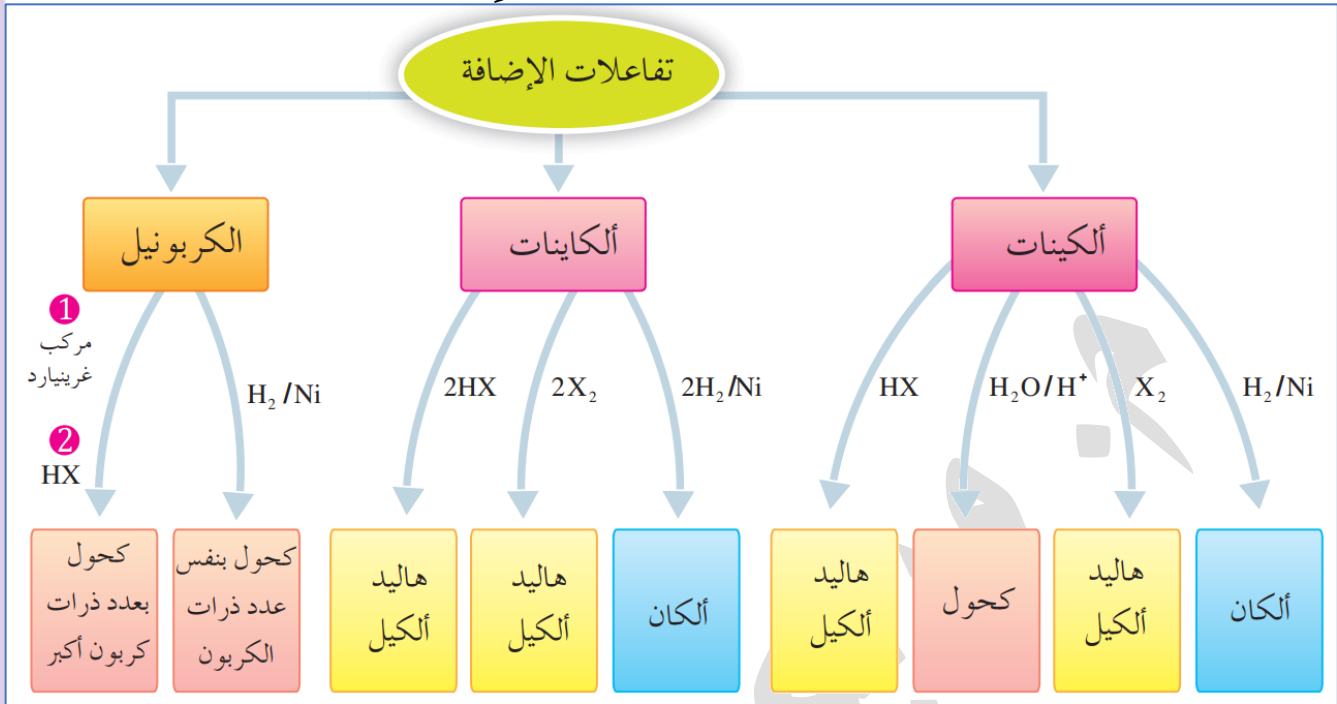 تفاعلات الإضافة
ألكينات
ألكاينات
الكربونيل
H₂/Ni
X₂
H₂O/H⁺
HX
2H₂/Ni
2X₂
2HX
H₂/Ni
❶
مركب
غرينيارد
❷
HX
ألكان
هاليد
ألكيل
كحول
هاليد
ألكيل
ألكان
هاليد
ألكيل
هاليد
ألكيل
كحول بنفس
عدد ذرات
الكربون
كحول
بعدد ذرات
كربون أكبر